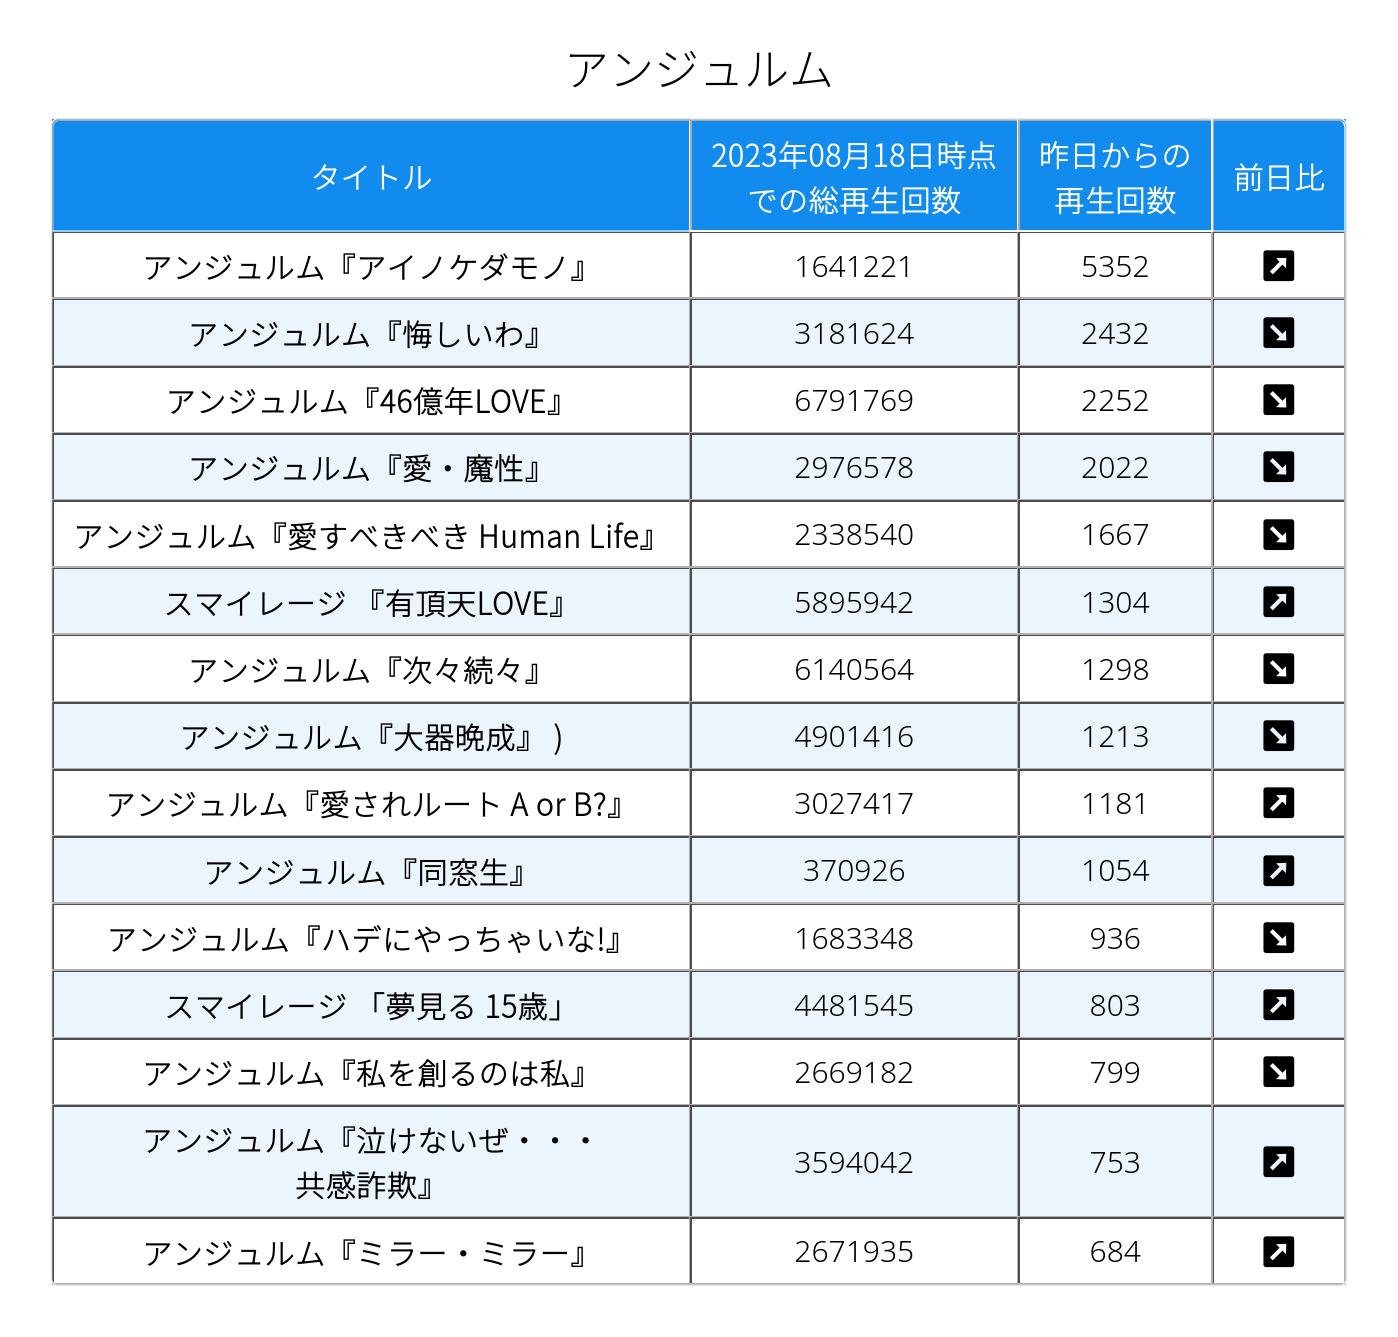 アンジュルム
タイトル 2023年08月18日時点 昨日からの 前日比
での総再生回数 再生回数
アンジュルム『アイノケダモノ』 1641221 5352
アンジュルム『悔しいわ』 3181624 2432
アンジュルム『46億年LOVE』 6791769 2252
アンジュルム『愛・魔性』 2976578 2022
アンジュルム『愛すべきべき Human Life』 2338540 1667
スマイレージ 『有頂天LOVE』 5895942 1304
アンジュルム『次々続々』 6140564 1298
アンジュルム『大器晩成』 ) 4901416 1213
アンジュルム『愛されルート A or B?』 3027417 1181
アンジュルム『同窓生』 370926 1054
アンジュルム『ハデにやっちゃいな!』 1683348 936
スマイレージ 「夢見る 15歳」 4481545 803
アンジュルム『私を創るのは私』 2669182 799
アンジュルム『泣けないぜ・・・
共感詐欺』 3594042 753
アンジュルム『ミラー・ミラー』 2671935 684